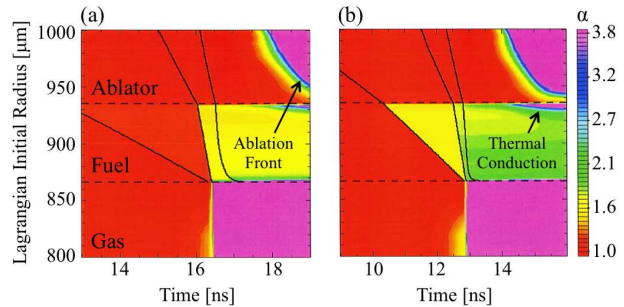 (a)
(b)
α
Lagrangian Initial Radius [μm]
1000
950
900
850
800
Ablator
Fuel
Gas
Ablation
Front
Thermal
Conduction
3.8
3.2
2.7
2.1
1.6
1.0
14
16
18
10
12
14
Time [ns]
Time [ns]